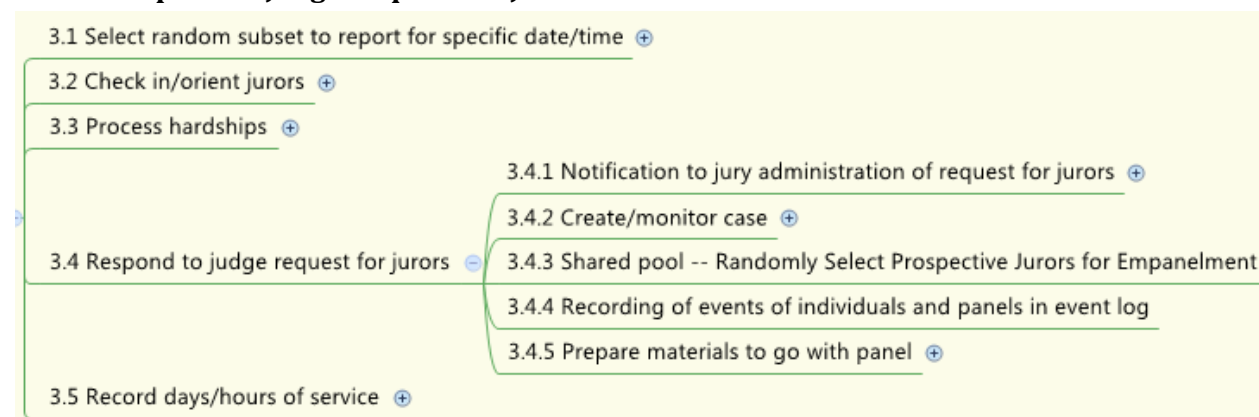 3.1 Select random subset to report for specific date/time
3.2 Check in/orient jurors
3.3 Process hardships
3.4 Respond to judge request for jurors
3.4.1 Notification to jury administration of request for jurors
3.4.2 Create/monitor case
3.4.3 Shared pool -- Randomly Select Prospective Jurors for Empanelment
3.4.4 Recording of events of individuals and panels in event log
3.4.5 Prepare materials to go with panel
3.5 Record days/hours of service